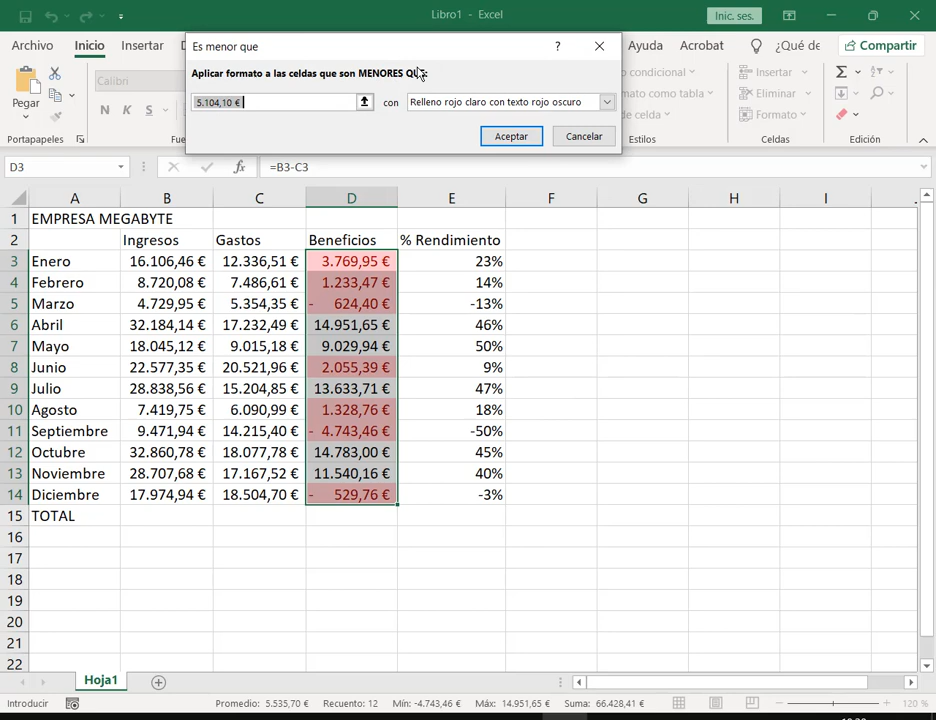 Libro1 - Excel
Inic. ses.
Archivo Inicio Insertar Ayuda Acrobat ¿Qué de Compartir
Es menor que ?
Aplicar formato a las celdas que son MENORES QUE:
5.104,10 € con Relleno rojo claro con texto rojo oscuro
Aceptar Cancelar
Pegar Calibri
N K S
condicional Insertar
mato como tabla Eliminar
de celda Formato
Portapapeles Fue Estilos Celdas Edición
D3 fx =B3-C3
A B C D E F G H I
1 EMPRESA MEGABYTE
2 Ingresos Gastos Beneficios % Rendimiento
3 Enero 16.106,46 € 12.336,51 € 3.769,95 € 23%
4 Febrero 8.720,08 € 7.486,61 € 1.233,47 € 14%
5 Marzo 4.729,95 € 5.354,35 € - 624,40 € -13%
6 Abril 32.184,14 € 17.232,49 € 14.951,65 € 46%
7 Mayo 18.045,12 € 9.015,18 € 9.029,94 € 50%
8 Junio 22.577,35 € 20.521,96 € 2.055,39 € 9%
9 Julio 28.838,56 € 15.204,85 € 13.633,71 € 47%
10 Agosto 7.419,75 € 6.090,99 € 1.328,76 € 18%
11 Septiembre 9.471,94 € 14.215,40 € - 4.743,46 € -50%
12 Octubre 32.860,78 € 18.077,78 € 14.783,00 € 45%
13 Noviembre 28.707,68 € 17.167,52 € 11.540,16 € 40%
14 Diciembre 17.974,94 € 18.504,70 € - 529,76 € -3%
15 TOTAL
16
17
18
19
20
21
22
Hoja1
Introducir Promedio: 5.535,70 € Recuento: 12 Mín: -4.743,46 € Máx: 14.951,65 € Suma: 66.428,41 € 120 %